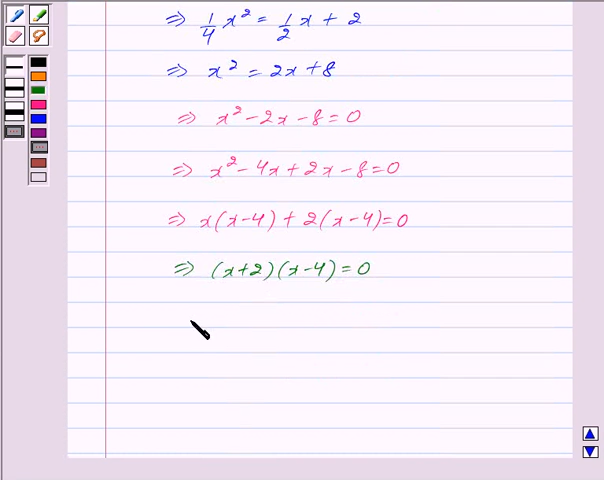 ⇒ 1/4 x² = 1/2 x + 2
⇒ x² = 2x + 8
⇒ x² - 2x - 8 = 0
⇒ x² - 4x + 2x - 8 = 0
⇒ x(x-4) + 2(x-4) = 0
⇒ (x+2)(x-4) = 0